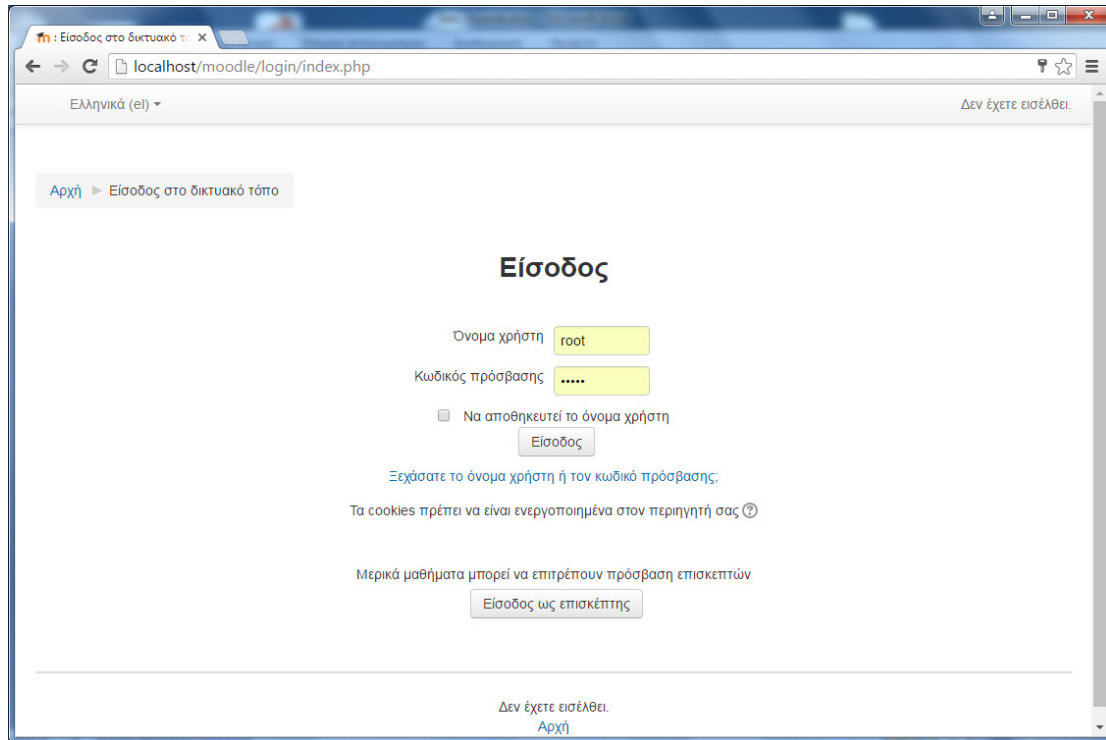 : Είσοδος στο δικτυακό τ
localhost/moodle/login/index.php
Ελληνικά (el)
Δεν έχετε εισέλθει.
Αρχή Είσοδος στο δικτυακό τόπο
Είσοδος
Όνομα χρήστη root
Κωδικός πρόσβασης •••••
Να αποθηκευτεί το όνομα χρήστη
Είσοδος
Ξεχάσατε το όνομα χρήστη ή τον κωδικό πρόσβασης;
Τα cookies πρέπει να είναι ενεργοποιημένα στον περιηγητή σας
Μερικά μαθήματα μπορεί να επιτρέπουν πρόσβαση επισκεπτών
Είσοδος ως επισκέπτης
Δεν έχετε εισέλθει.
Αρχή